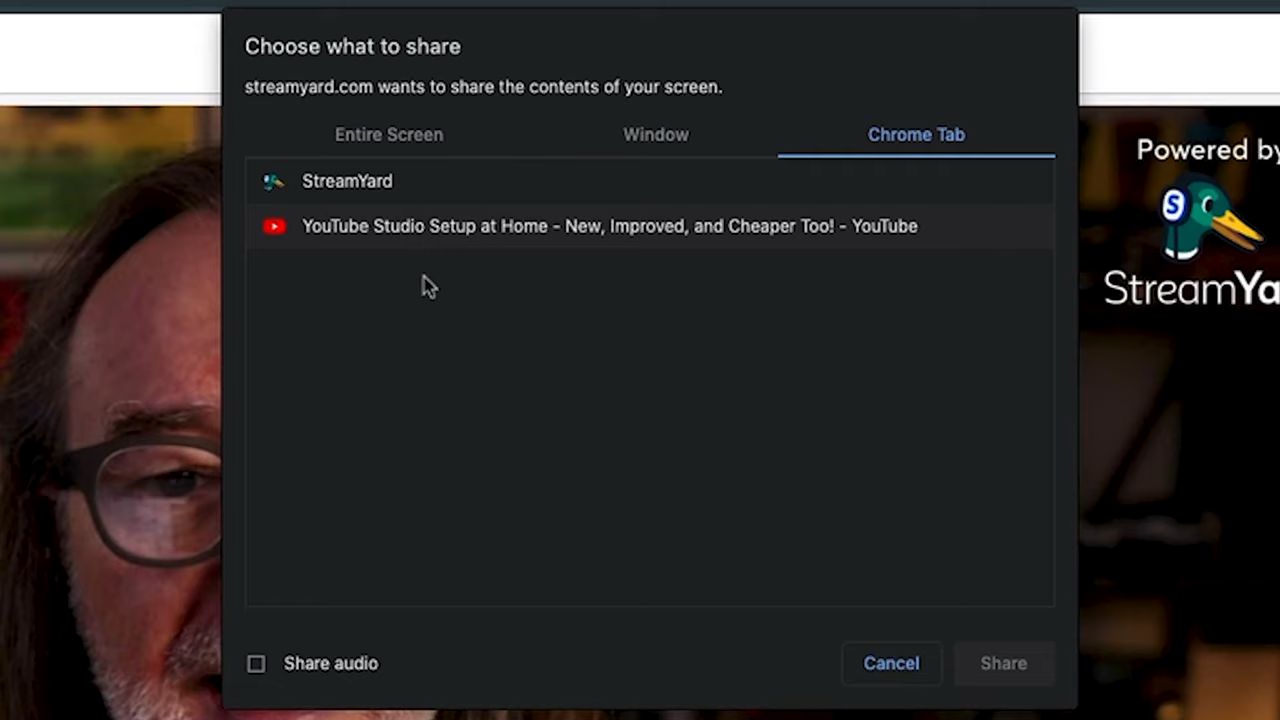 Choose what to share
streamyard.com wants to share the contents of your screen.
Entire Screen
Window
Chrome Tab
StreamYard
YouTube Studio Setup at Home - New, Improved, and Cheaper Too! - YouTube
Share audio
Cancel
Share
Powered by
S
StreamYa